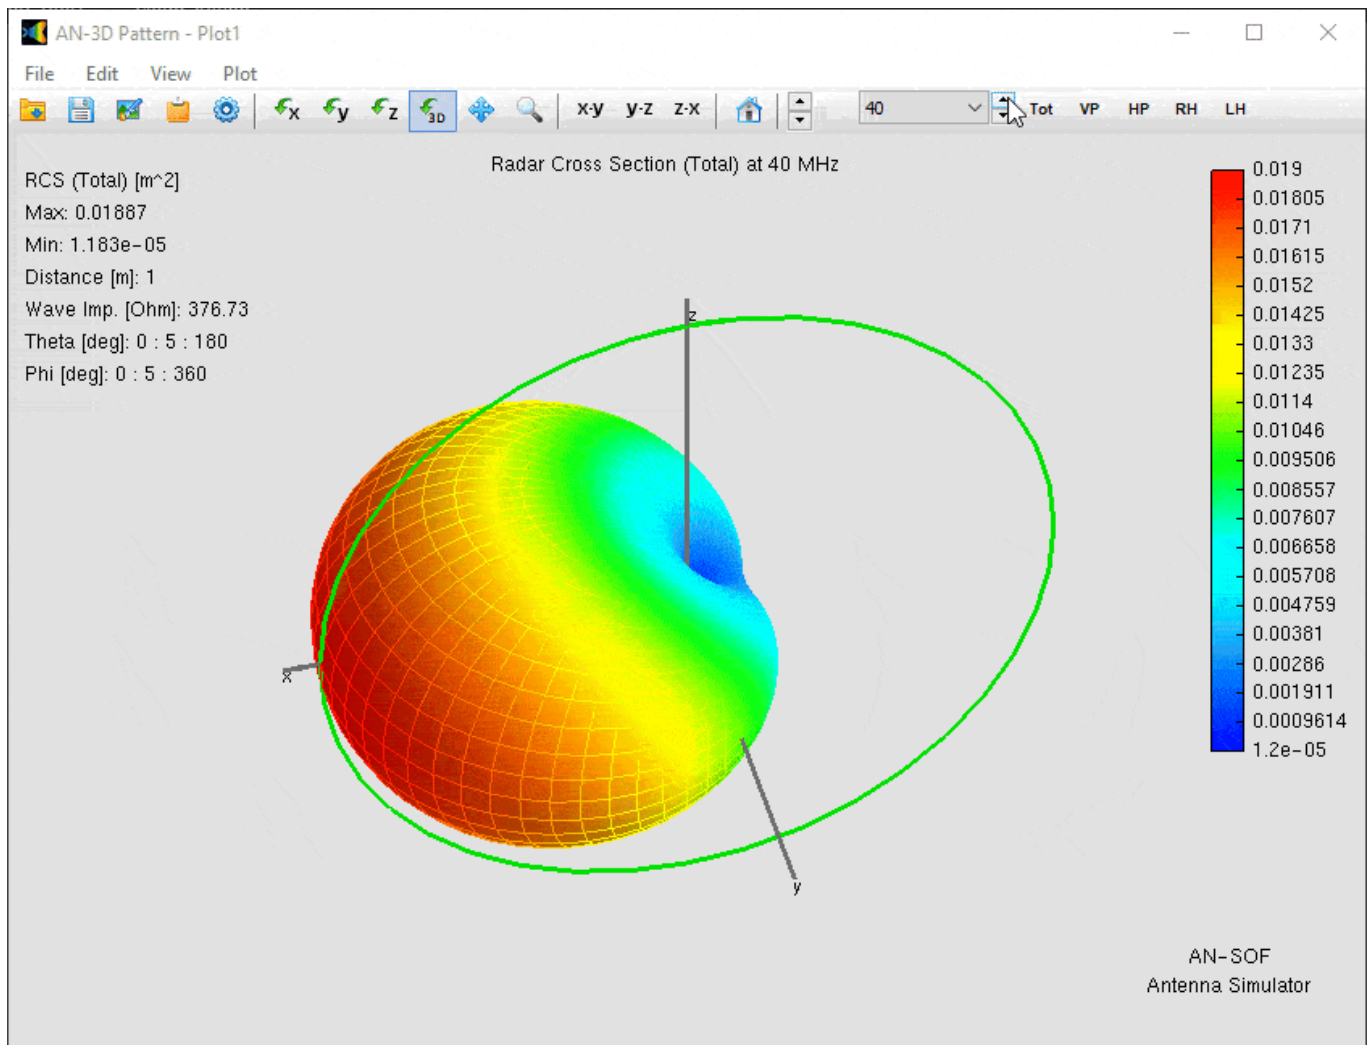 AN-3D Pattern - Plot1
File Edit View Plot
x y z 3D x-y y-z z-x 40 Tot VP HP RH LH
Radar Cross Section (Total) at 40 MHz
RCS (Total) [m^2]
Max: 0.01887
Min: 1.183e-05
Distance [m]: 1
Wave Imp. [Ohm]: 376.73
Theta [deg]: 0 : 5 : 180
Phi [deg]: 0 : 5 : 360
z
x
y
0.019
0.01805
0.0171
0.01615
0.0152
0.01425
0.0133
0.01235
0.0114
0.01046
0.009506
0.008557
0.007607
0.006658
0.005708
0.004759
0.00381
0.00286
0.001911
0.0009614
1.2e-05
AN-SOF
Antenna Simulator